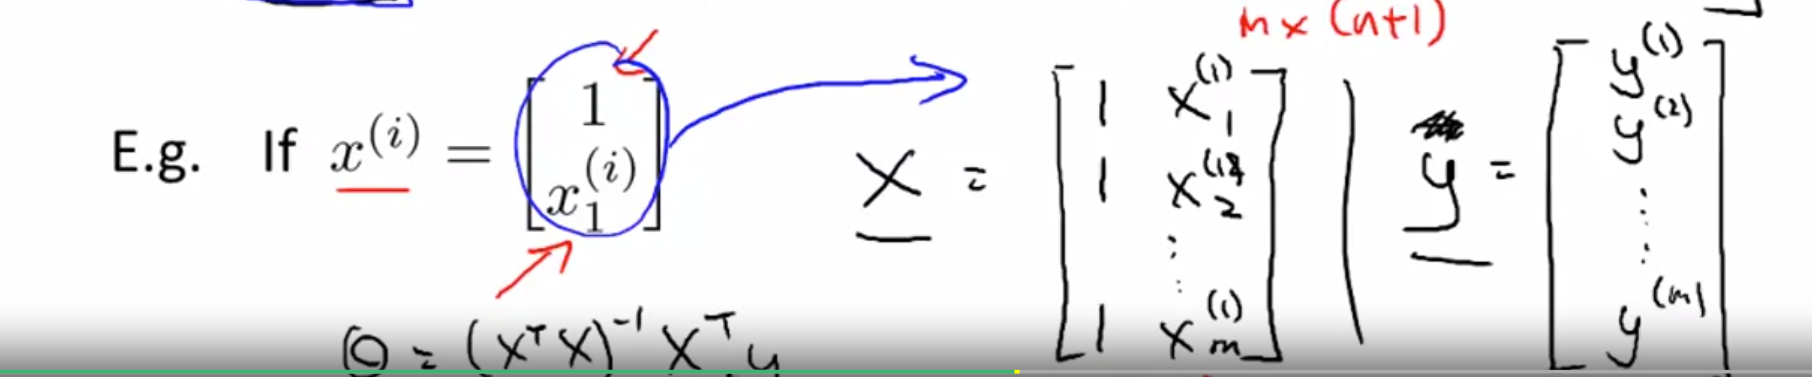 m x (n+1)
E.g. If x^{(i)} = [1 x_1^{(i)}]
X = [1 x_1^{(1)} 1 x_2^{(1)} ⋮ 1 x_m^{(1)}]
y = [y^{(1)} y^{(2)} ⋮ y^{(m)}]
θ = (X^T X)^{-1} X^T y